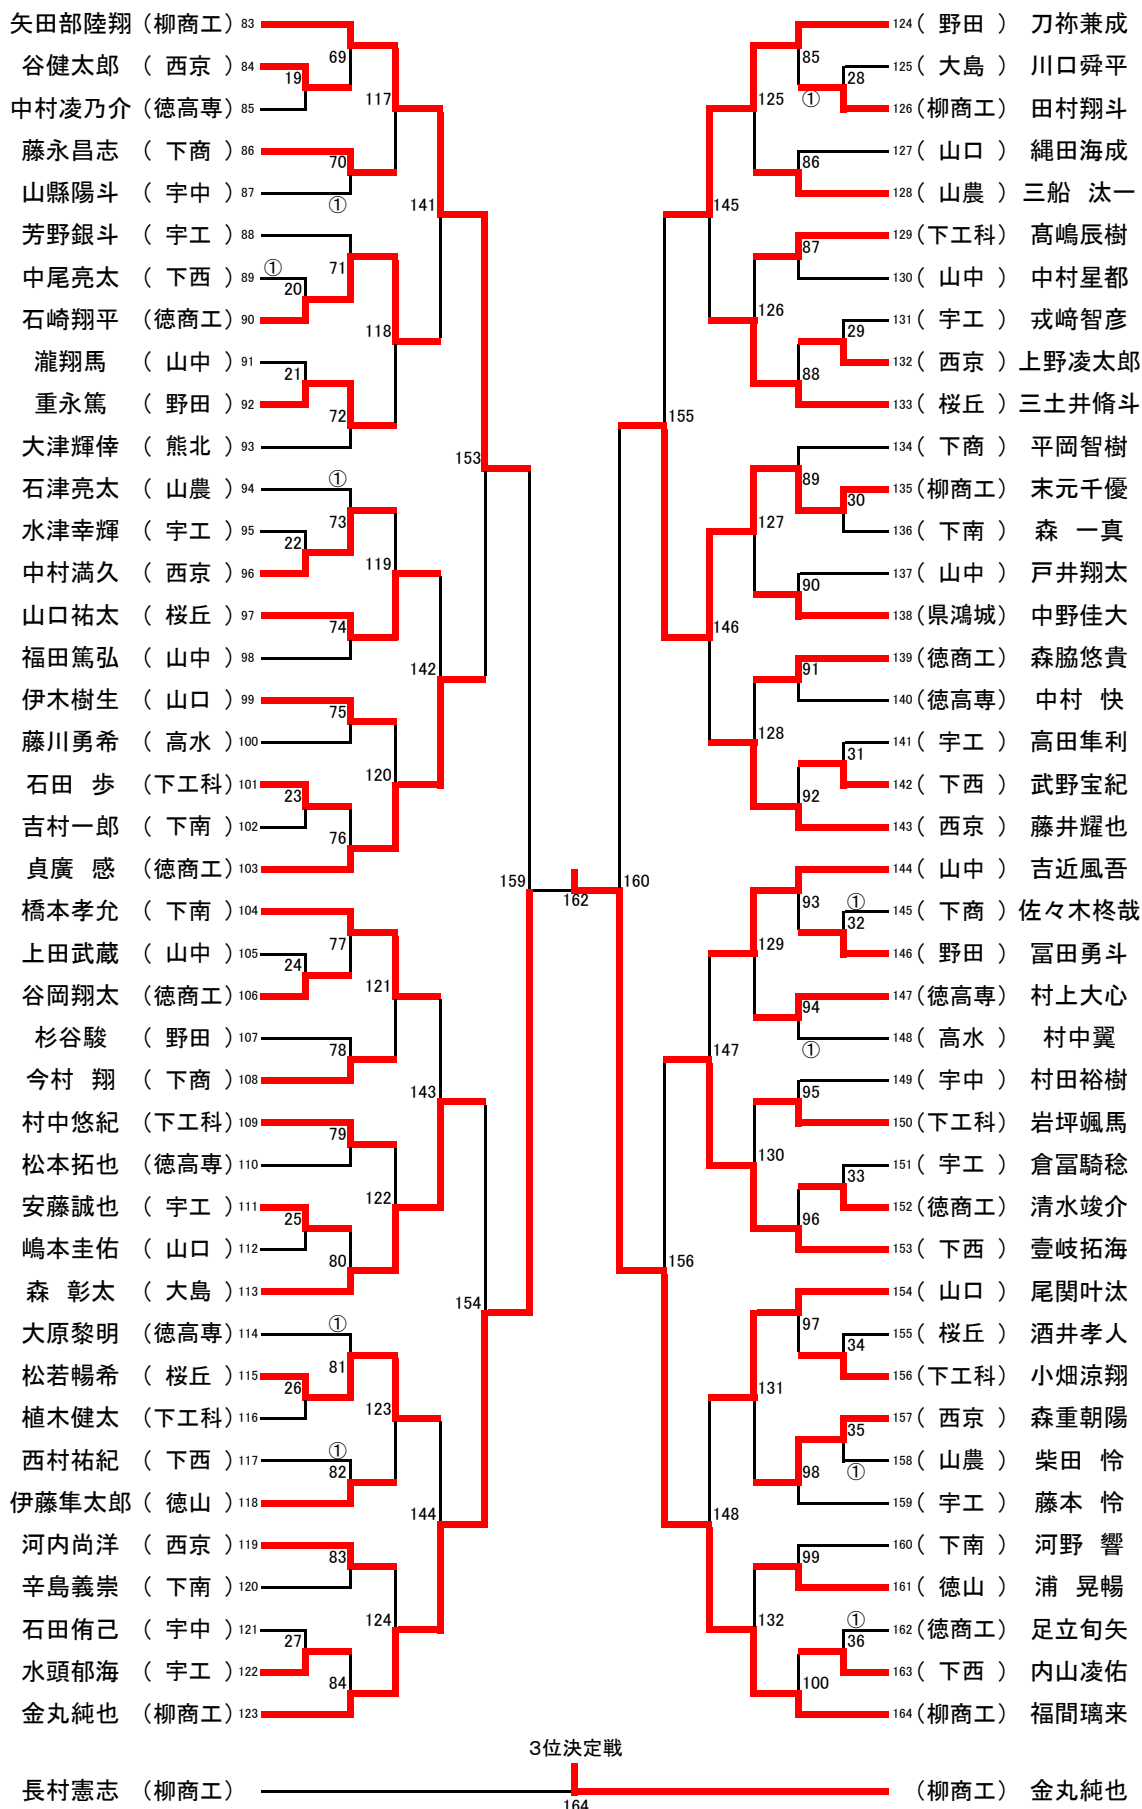 矢田部陸翔 (柳商工) 83
谷健太郎 ( 西京 ) 84
中村凌乃介 (徳高専) 85
藤永昌志 ( 下商 ) 86
山縣陽斗 ( 宇中 ) 87
芳野銀斗 ( 宇工 ) 88
中尾亮太 ( 下西 ) 89
石崎翔平 (徳商工) 90
瀧翔馬 ( 山中 ) 91
重永篤 ( 野田 ) 92
大津輝倖 ( 熊北 ) 93
石津亮太 ( 山農 ) 94
水津幸輝 ( 宇工 ) 95
中村満久 ( 西京 ) 96
山口祐太 ( 桜丘 ) 97
福田篤弘 ( 山中 ) 98
伊木樹生 ( 山口 ) 99
藤川勇希 ( 高水 ) 100
石田 歩 (下工科) 101
吉村一郎 ( 下南 ) 102
貞廣 感 (徳商工) 103
橋本孝允 ( 下南 ) 104
上田武蔵 ( 山中 ) 105
谷岡翔太 (徳商工) 106
杉谷駿 ( 野田 ) 107
今村 翔 ( 下商 ) 108
村中悠紀 (下工科) 109
松本拓也 (徳高専) 110
安藤誠也 ( 宇工 ) 111
嶋本圭佑 ( 山口 ) 112
森 彰太 ( 大島 ) 113
大原黎明 (徳高専) 114
松若暢希 ( 桜丘 ) 115
植木健太 (下工科) 116
西村祐紀 ( 下西 ) 117
伊藤隼太郎 ( 徳山 ) 118
河内尚洋 ( 西京 ) 119
辛島義崇 ( 下南 ) 120
石田侑己 ( 宇中 ) 121
水頭郁海 ( 宇工 ) 122
金丸純也 (柳商工) 123
19
①
①
20
21
①
22
23
24
25
①
26
①
27
69
70
71
72
73
74
75
76
77
78
79
80
81
82
83
84
117
118
119
120
121
122
123
124
141
142
143
144
153
154
159
162
160
155
156
145
146
147
148
125
126
127
128
129
130
131
132
85
86
87
88
89
90
91
92
93
94
95
96
97
98
99
100
28
①
29
30
31
①
32
①
33
34
35
①
①
36
124 ( 野田 ) 刀祢兼成
125 ( 大島 ) 川口舜平
126 (柳商工) 田村翔斗
127 ( 山口 ) 縄田海成
128 ( 山農 ) 三船 汰一
129 (下工科) 髙嶋辰樹
130 ( 山中 ) 中村星都
131 ( 宇工 ) 戎﨑智彦
132 ( 西京 ) 上野凌太郎
133 ( 桜丘 ) 三土井脩斗
134 ( 下商 ) 平岡智樹
135 (柳商工) 末元千優
136 ( 下南 ) 森 一真
137 ( 山中 ) 戸井翔太
138 (県鴻城) 中野佳大
139 (徳商工) 森脇悠貴
140 (徳高専) 中村 快
141 ( 宇工 ) 高田隼利
142 ( 下西 ) 武野宝紀
143 ( 西京 ) 藤井耀也
144 ( 山中 ) 吉近風吾
145 ( 下商 ) 佐々木柊哉
146 ( 野田 ) 冨田勇斗
147 (徳高専) 村上大心
148 ( 高水 ) 村中翼
149 ( 宇中 ) 村田裕樹
150 (下工科) 岩坪颯馬
151 ( 宇工 ) 倉冨騎稔
152 (徳商工) 清水竣介
153 ( 下西 ) 壹岐拓海
154 ( 山口 ) 尾関叶汰
155 ( 桜丘 ) 酒井孝人
156 (下工科) 小畑涼翔
157 ( 西京 ) 森重朝陽
158 ( 山農 ) 柴田 怜
159 ( 宇工 ) 藤本 怜
160 ( 下南 ) 河野 響
161 ( 徳山 ) 浦 晃暢
162 (徳商工) 足立旬矢
163 ( 下西 ) 内山凌佑
164 (柳商工) 福間璃来
3位決定戦
長村憲志 (柳商工)
164
(柳商工) 金丸純也